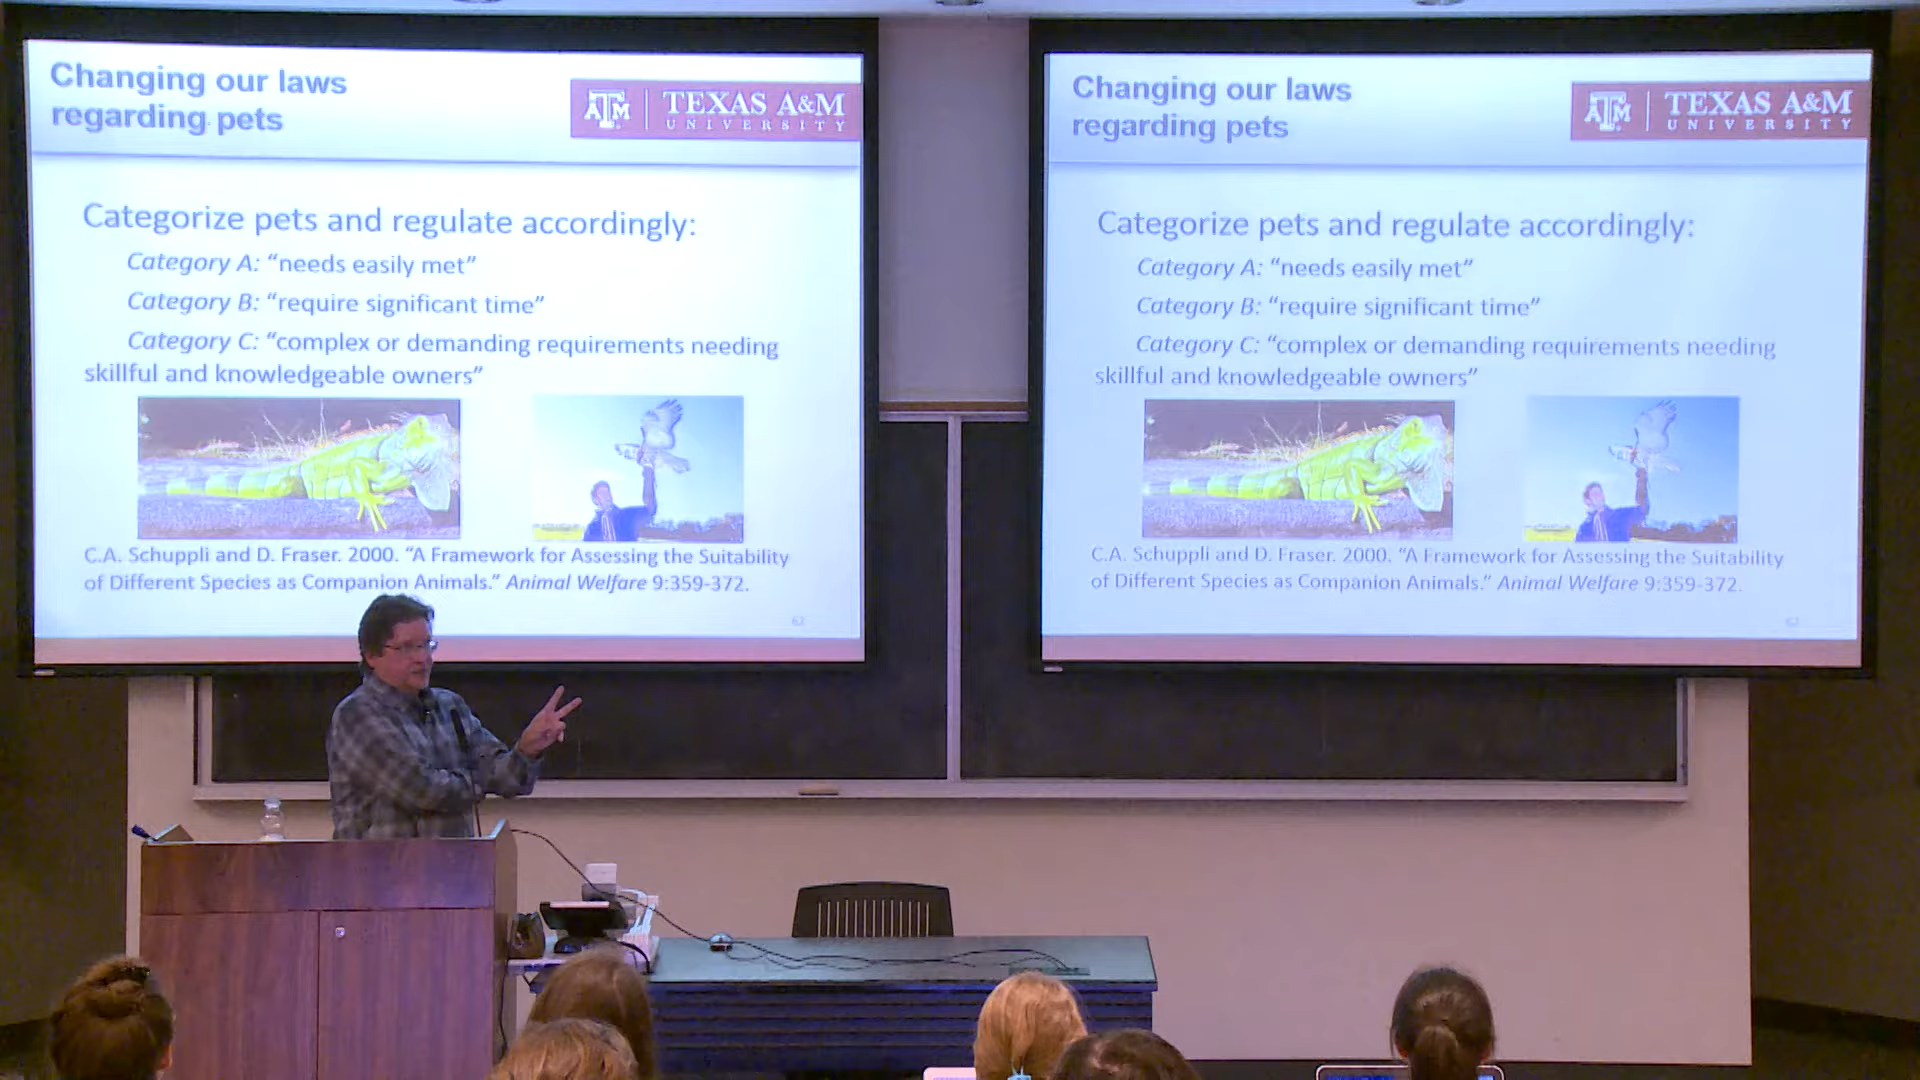 Changing our laws
regarding pets
ATM
TEXAS A&M
UNIVERSITY
Categorize pets and regulate accordingly:
Category A: “needs easily met”
Category B: “require significant time”
Category C: “complex or demanding requirements needing
skillful and knowledgeable owners”
C.A. Schuppli and D. Fraser. 2000. “A Framework for Assessing the Suitability
of Different Species as Companion Animals.” Animal Welfare 9:359-372.
62
Changing our laws
regarding pets
ATM
TEXAS A&M
UNIVERSITY
Categorize pets and regulate accordingly:
Category A: “needs easily met”
Category B: “require significant time”
Category C: “complex or demanding requirements needing
skillful and knowledgeable owners”
C.A. Schuppli and D. Fraser. 2000. “A Framework for Assessing the Suitability
of Different Species as Companion Animals.” Animal Welfare 9:359-372.
62